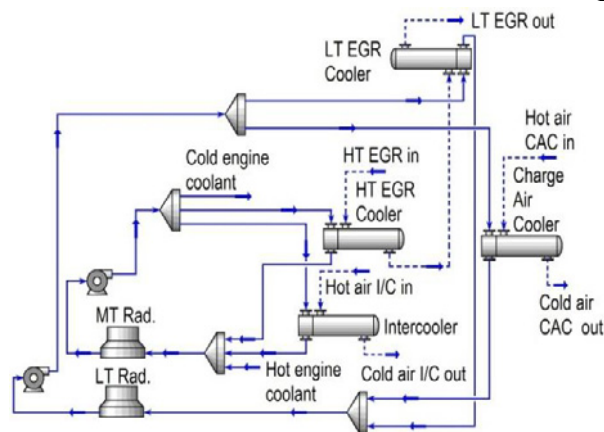 LT EGR out
LT EGR
Cooler
Hot air
CAC in
Cold engine
coolant
HT EGR in
HT EGR
Cooler
Charge
Air
Cooler
Hot air I/C in
MT Rad.
Intercooler
Cold air
CAC out
LT Rad.
Hot engine
coolant
Cold air I/C out